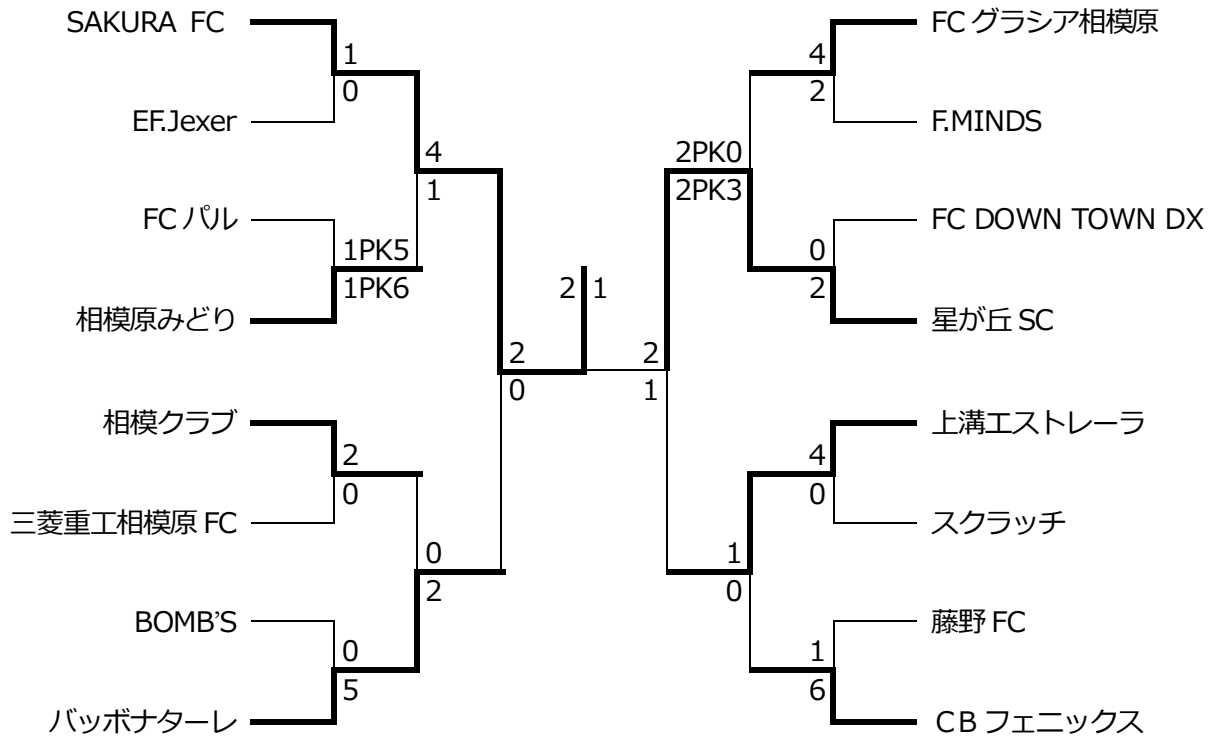 SAKURA FC
1
0
EF.Jexer
4
1
FCパル
1PK5
1PK6
相模原みどり
2
0
相模クラブ
2
0
三菱重工相模原FC
0
2
BOMB'S
0
5
バッボナターレ
2 1
FCグラシア相模原
4
2
F.MINDS
2PK0
2PK3
FC DOWN TOWN DX
0
2
星が丘SC
2
1
上溝エストレーラ
4
0
スクラッチ
1
0
藤野FC
1
6
CBフェニックス